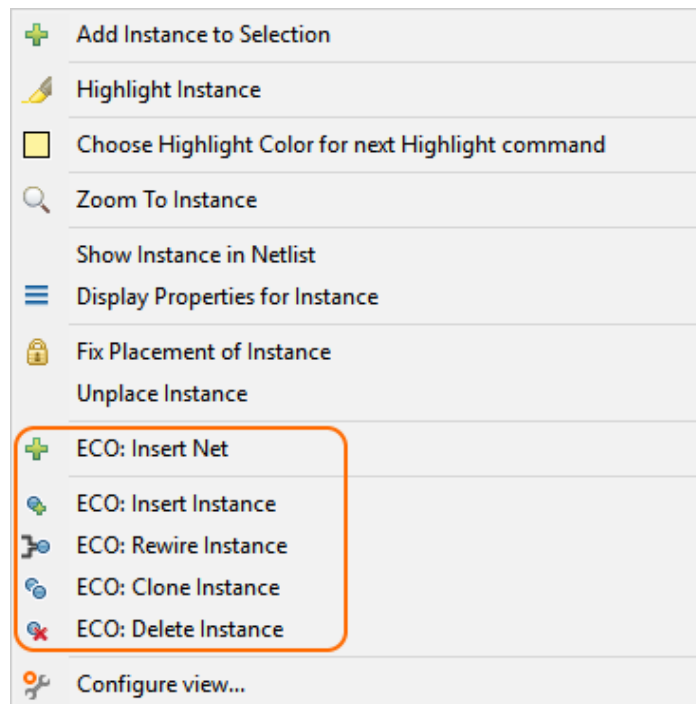 Add Instance to Selection
Highlight Instance
Choose Highlight Color for next Highlight command
Zoom To Instance
Show Instance in Netlist
Display Properties for Instance
Fix Placement of Instance
Unplace Instance
ECO: Insert Net
ECO: Insert Instance
ECO: Rewire Instance
ECO: Clone Instance
ECO: Delete Instance
Configure view...